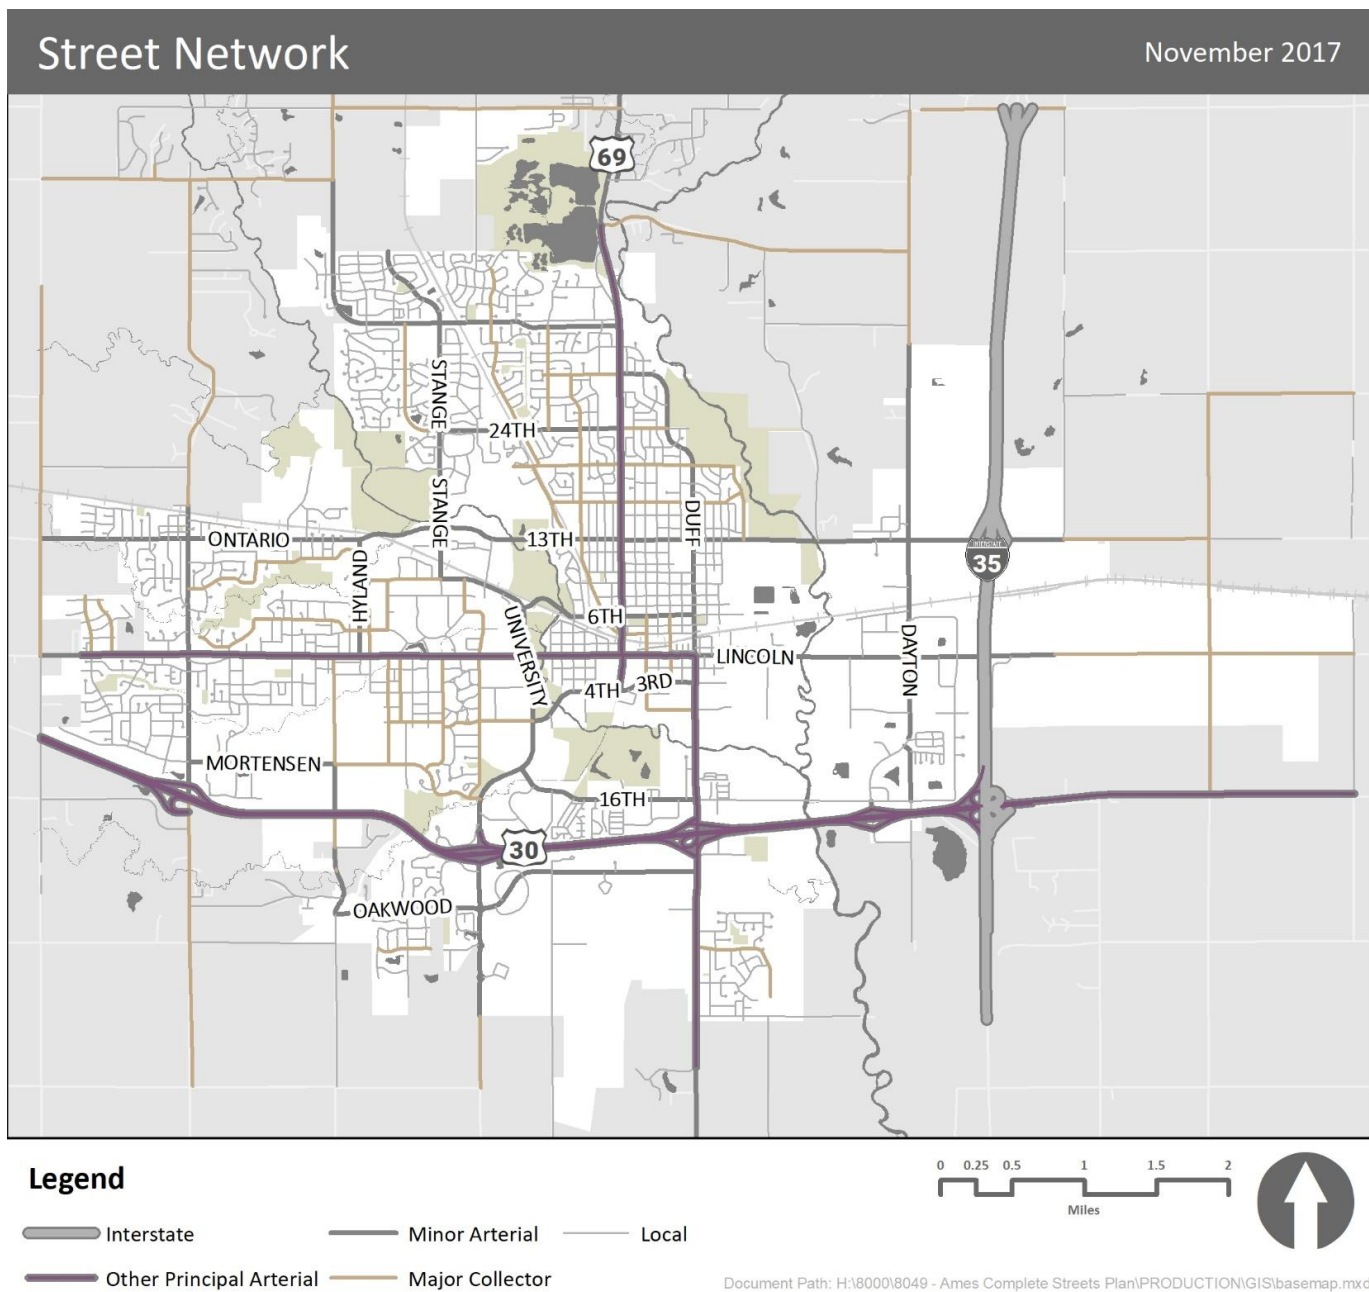 Street Network
November 2017
69
STANGE
24TH
STANGE
DUFF
ONTARIO
13TH
HYLAND
INTERSTATE
35
6TH
UNIVERSITY
DAYTON
LINCOLN
4TH
3RD
MORTENSEN
16TH
30
OAKWOOD
Legend
0 0.25 0.5 1 1.5 2
Miles
Interstate
Minor Arterial
Local
Other Principal Arterial
Major Collector
Document Path: H:\8000\8049 - Ames Complete Streets Plan\PRODUCTION\GIS\basemap.mxd